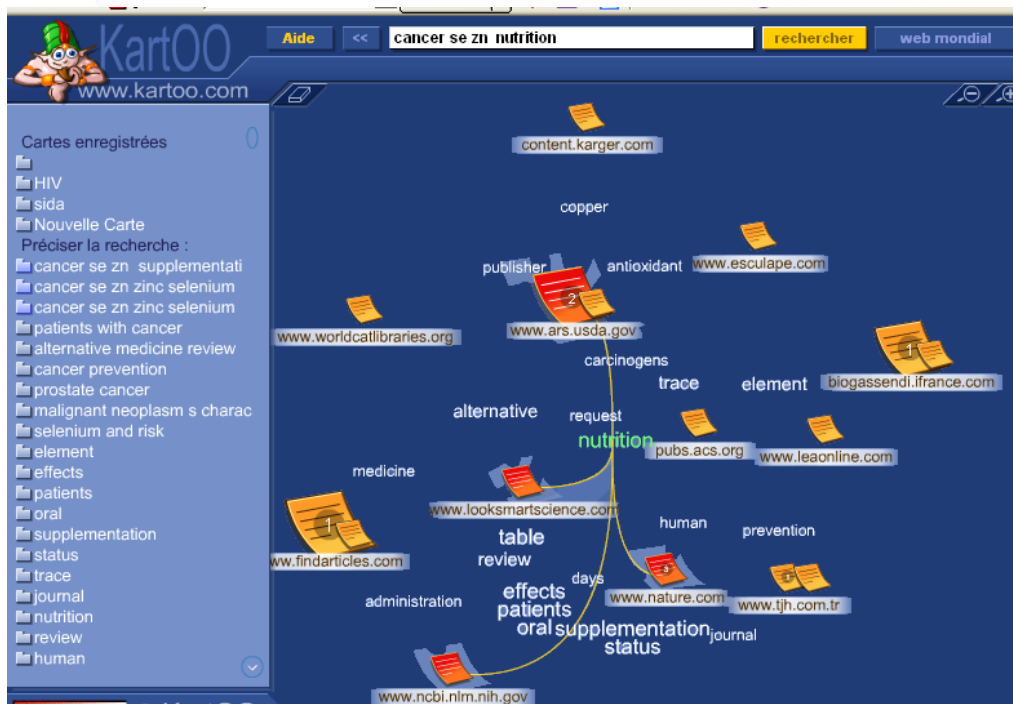 KartOO
www.kartoo.com
Aide
<<
cancer se zn nutrition
rechercher
web mondial
Cartes enregistrées
HIV
sida
Nouvelle Carte
Préciser la recherche :
cancer se zn supplementati
cancer se zn zinc selenium
cancer se zn zinc selenium
patients with cancer
alternative medicine review
cancer prevention
prostate cancer
malignant neoplasm s charac
selenium and risk
element
effects
patients
oral
supplementation
status
trace
journal
nutrition
review
human
content.karger.com
copper
publisher
antioxidant
www.esculape.com
2
www.ars.usda.gov
www.worldcatlibraries.org
carcinogens
trace
element
1
biogassendi.ifrance.com
alternative
request
nutrition
pubs.acs.org
www.leaonline.com
medicine
www.looksmartscience.com
1
ww.findarticles.com
table
review
human
prevention
days
3
www.nature.com
www.tjh.com.tr
administration
effects
patients
oral
supplementation
journal
status
www.ncbi.nlm.nih.gov